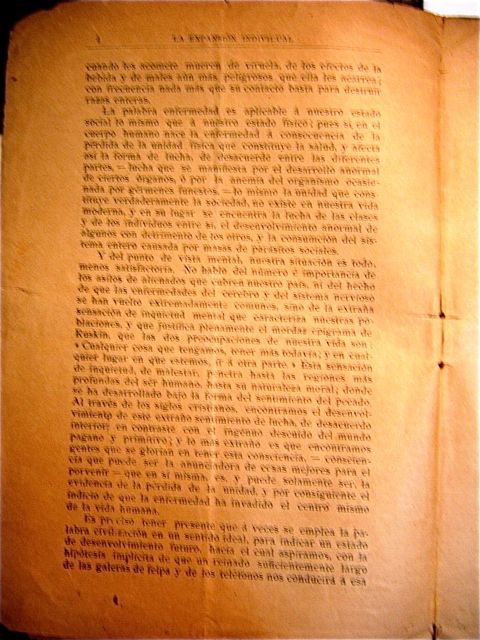 4 LA EXPANSIÓN INDIVIDUAL
cuando les acomete mueren de viruela, de los efectos de la
bebida y de males aún más peligrosos que ella les acarrea;
con frecuencia nada más que su contacto basta para destruir
razas enteras.
La palabra enfermedad es aplicable á nuestro estado
social lo mismo que á nuestro estado físico; pues si en el
cuerpo humano nace la enfermedad á consecuencia de la
pérdida de la unidad física que constituye la salud, y afecta
así la forma de lucha, de desacuerdo entre las diferentes
partes, — lucha que se manifiesta por el desarrollo anormal
de ciertos órganos, ó por la anemia del organismo ocasio-
nada por gérmenes funestos, — lo mismo la unidad que cons-
tituye verdaderamente la sociedad, no existe en nuestra vida
moderna, y en su lugar se encuentra la lucha de las clases
y de los individuos entre sí, el desenvolvimiento anormal de
algunos con detrimento de los otros, y la consumción del sis-
tema entero causada por masas de parásitos sociales.
Y del punto de vista mental, nuestra situación es todo,
menos satisfactoria. No hablo del número é importancia de
los asilos de alienados que cubren nuestro país, ni del hecho
de que las enfermedades del cerebro y del sistema nervioso
se han vuelto extremadamente comunes, sino de la extraña
sensación de inquietud mental que caracteriza nuestras po-
blaciones, y que justifica plenamente el mordaz epigrama de
Ruskin, que las dos preocupaciones de nuestra vida son:
« Cualquier cosa que tengamos, tener más todavía; y en cual-
quier lugar en que estemos, ir á otra parte » Esta sensación
de inquietud, de malestar, penetra hasta las regiones más
profundas del ser humano, hasta su naturaleza moral; donde
se ha desarrollado bajo la forma del sentimiento del pecado.
Al través de los siglos cristianos, encontramos el desenvol-
vimiento de este extraño sentimiento de lucha, de desacuerdo
interior; en contraste con el ingenuo descuido del mundo
pagano y primitivo; y lo más extraño es que encontramos
gentes que se glorían en tener esta consciencia, — conscien-
cia que puede ser la anunciadora de cosas mejores para el
porvenir — que en sí misma, es, y puede solamente ser, la
evidencia de la pérdida de la unidad, y por consiguiente el
indicio de que la enfermedad ha invadido el centro mismo
de la vida humana.
Es preciso tener presente que á veces se emplea la pa-
labra civilización en un sentido ideal, para indicar un estado
de desenvolvimiento futuro, hacia el cual aspiramos, con la
hipótesis implícita de que un reinado suficientemente largo
de las galeras de felpa y de los teléfonos nos conducirá á esa